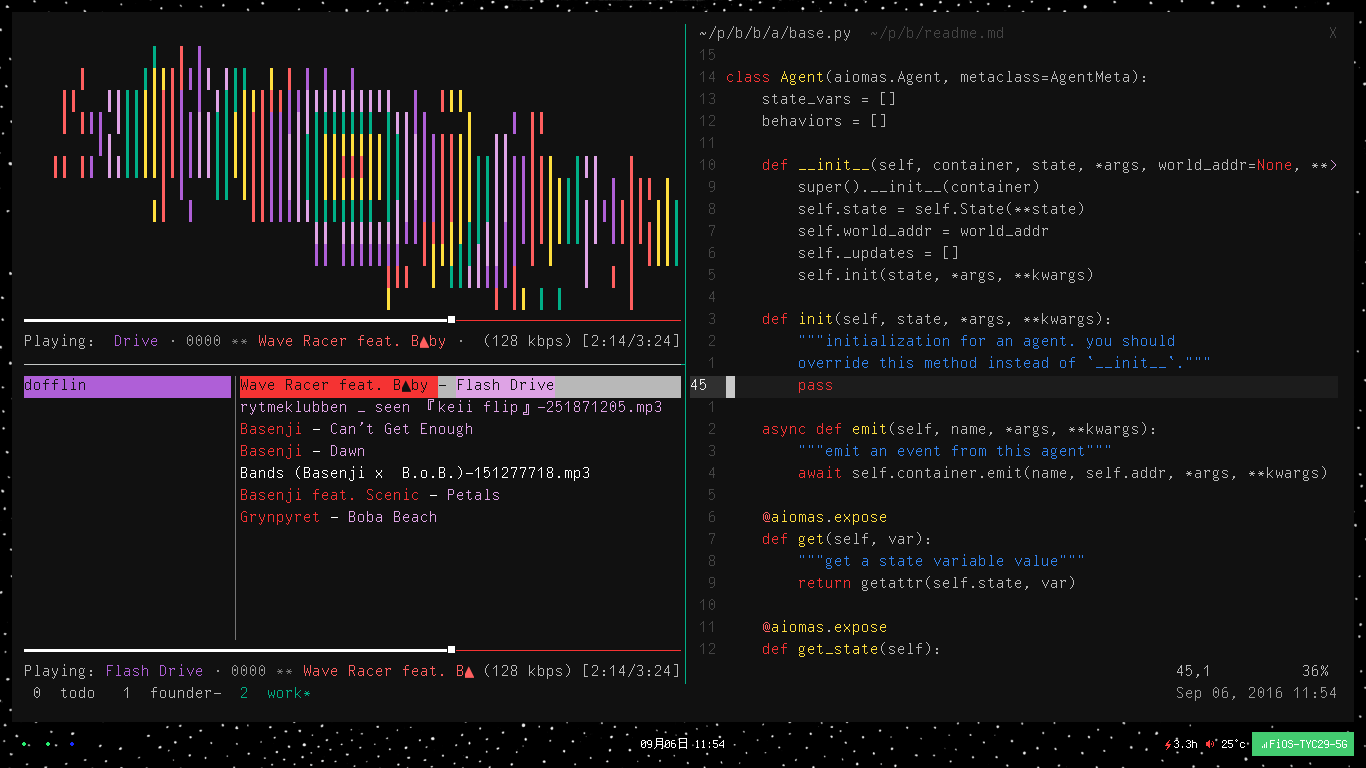 Playing:  Drive · 0000 ** Wave Racer feat. B▲by ·  (128 kbps) [2:14/3:24]
dofflin
Wave Racer feat. B▲by – Flash Drive
rytmeklubben _ seen 『keii flip』-251871205.mp3
Basenji – Can't Get Enough
Basenji – Dawn
Bands (Basenji x  B.o.B.)-151277718.mp3
Basenji feat. Scenic – Petals
Grynpyret – Boba Beach
Playing: Flash Drive · 0000 ** Wave Racer feat. B▲ (128 kbps) [2:14/3:24]
0  todo   1  founder-  2  work*
~/p/b/b/a/base.py  ~/p/b/readme.md  X
15
14 class Agent(aiomas.Agent, metaclass=AgentMeta):
13     state_vars = []
12     behaviors = []
11
10     def __init__(self, container, state, *args, world_addr=None, **>
9         super().__init__(container)
8         self.state = self.State(**state)
7         self.world_addr = world_addr
6         self._updates = []
5         self.init(state, *args, **kwargs)
4
3     def init(self, state, *args, **kwargs):
2         """initialization for an agent. you should
1         override this method instead of `__init__`."""
45         pass
1
2     async def emit(self, name, *args, **kwargs):
3         """emit an event from this agent"""
4         await self.container.emit(name, self.addr, *args, **kwargs)
5
6     @aiomas.expose
7     def get(self, var):
8         """get a state variable value"""
9         return getattr(self.state, var)
10
11     @aiomas.expose
12     def get_state(self):
45,1  36%
Sep 06, 2016 11:54
09月06日 11:54
3.3h  25°c  FiOS-TYC29-5G